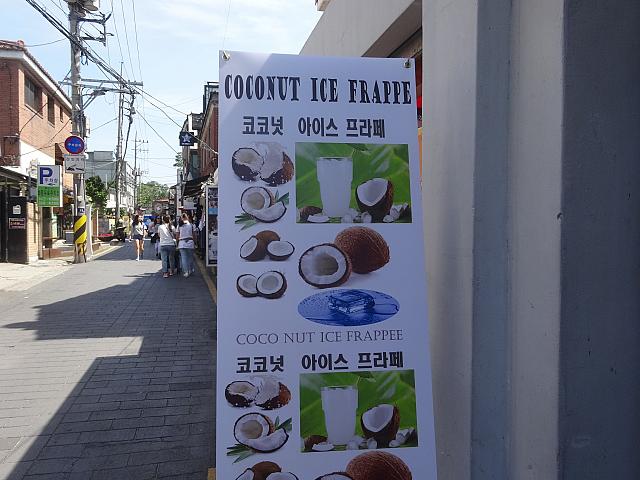 COCONUT ICE FRAPPE
코코넛 아이스 프라페
COCO NUT ICE FRAPPEE
코코넛 아이스 프라페
P